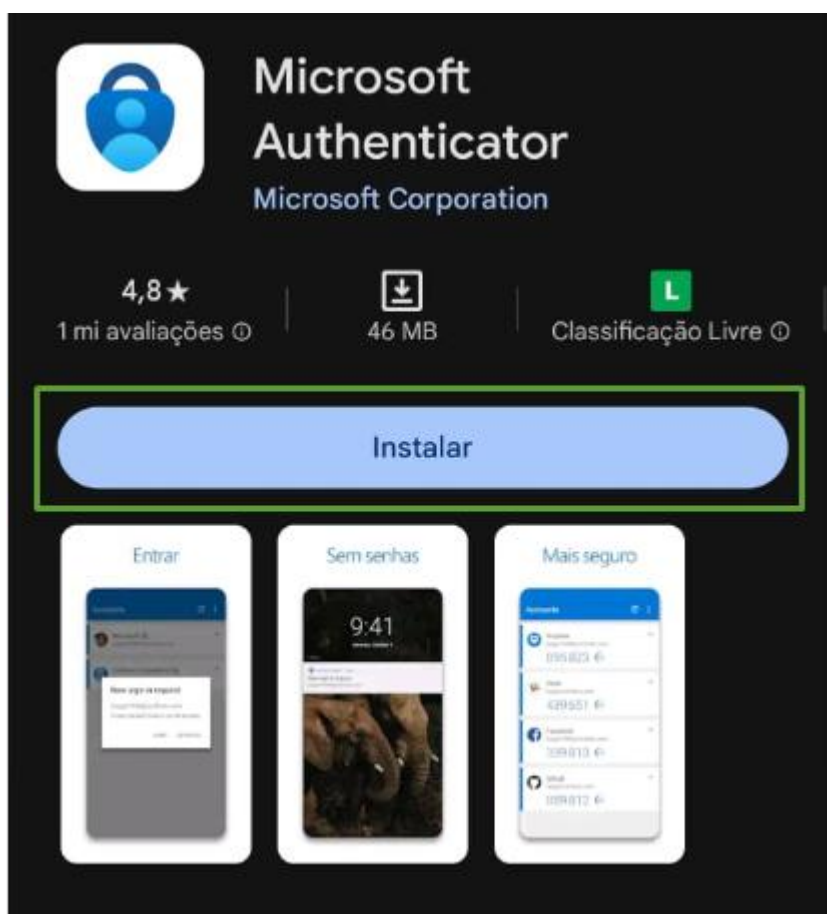 Microsoft
Authenticator
Microsoft Corporation
4,8★
1 mi avaliações
46 MB
L
Classificação Livre
Instalar
Entrar
Sem senhas
Mais seguro
9:41